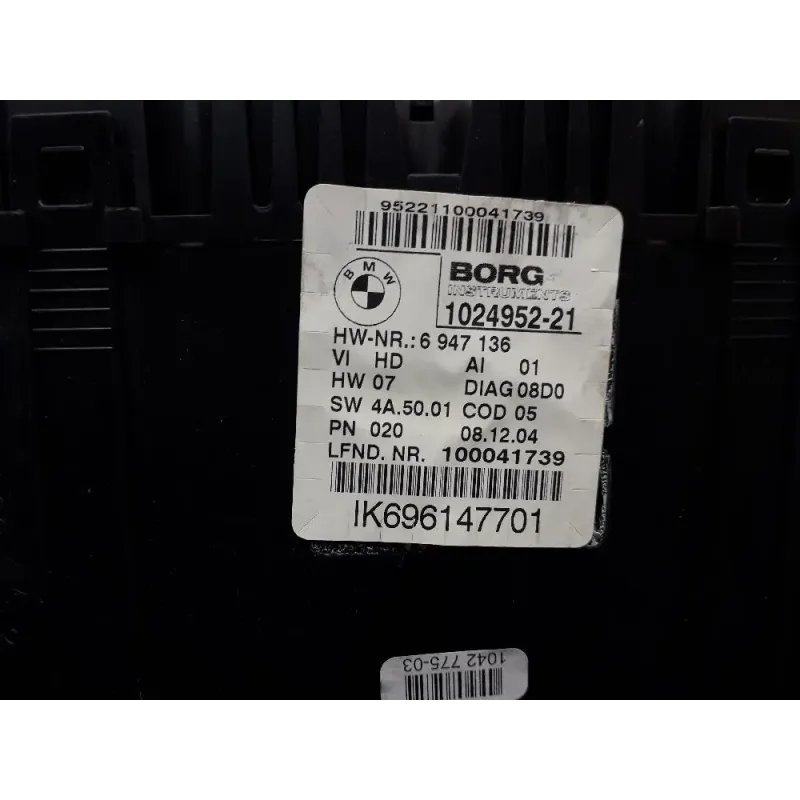 95221100041739
BMW
BORG
INSTRUMENTS
1024952-21
HW-NR.:6 947 136
VI HD AI 01
HW 07 DIAG 08D0
SW 4A.50.01 COD 05
PN 020 08.12.04
LFND. NR. 100041739
IK696147701
1042 775-03